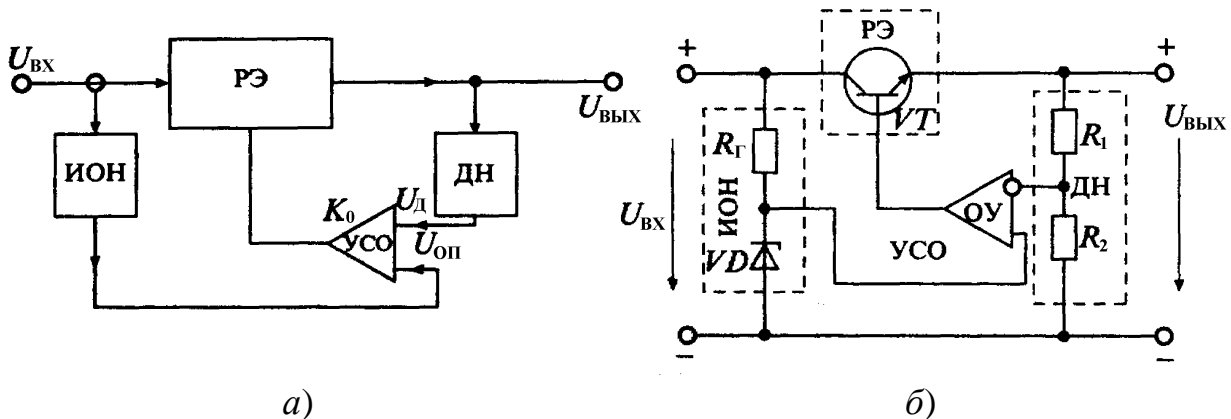 U_ВХ
РЭ
U_ВЫХ
ИОН
ДН
K_0
U_Д
УСО
U_ОП
а)
РЭ
+
+
VT
U_ВЫХ
R_Г
R_1
ИОН
ДН
U_ВХ
ОУ
УСО
R_2
VD
−
−
б)